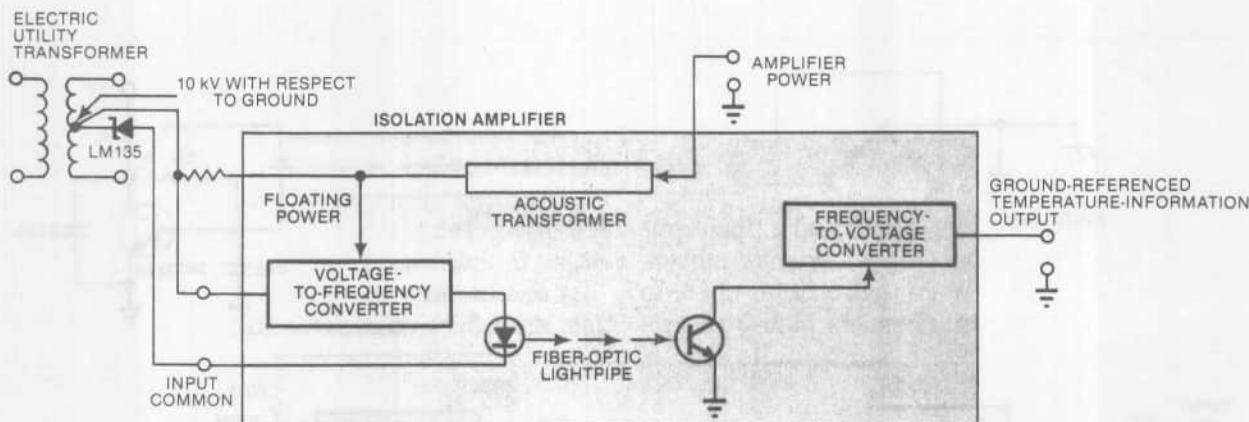 ELECTRIC
UTILITY
TRANSFORMER
10 kV WITH RESPECT
TO GROUND
LM135
ISOLATION AMPLIFIER
AMPLIFIER
POWER
FLOATING
POWER
ACOUSTIC
TRANSFORMER
GROUND-REFERENCED
TEMPERATURE-INFORMATION
OUTPUT
FREQUENCY-
TO-VOLTAGE
CONVERTER
VOLTAGE-
TO-FREQUENCY
CONVERTER
FIBER-OPTIC
LIGHTPIPE
INPUT
COMMON